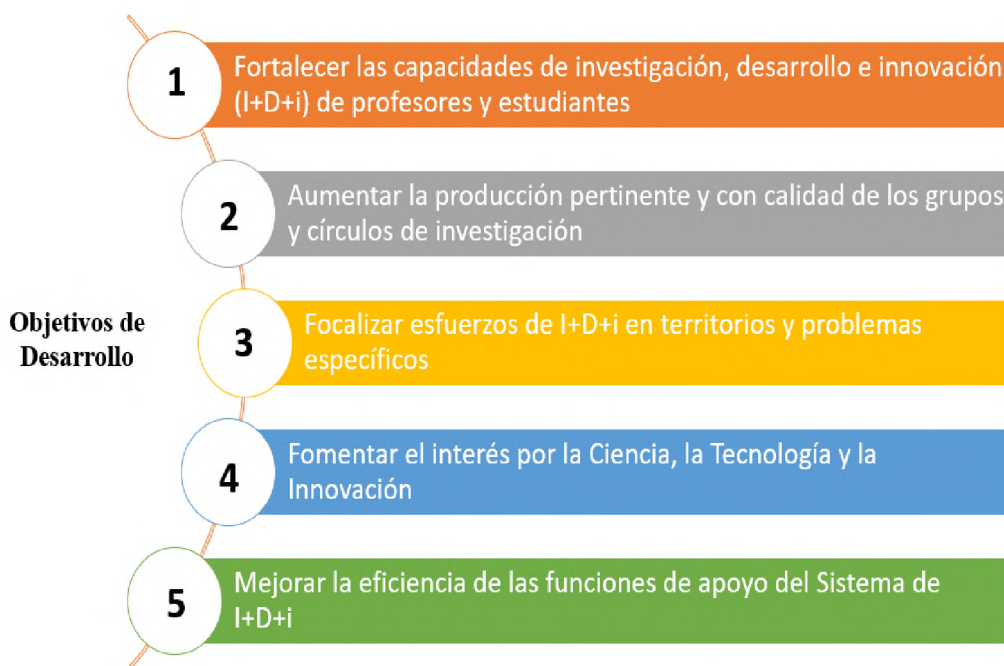 Objetivos de
Desarrollo
1
Fortalecer las capacidades de investigación, desarrollo e innovación
(I+D+i) de profesores y estudiantes
2
Aumentar la producción pertinente y con calidad de los grupos
y círculos de investigación
3
Focalizar esfuerzos de I+D+i en territorios y problemas
específicos
4
Fomentar el interés por la Ciencia, la Tecnología y la
Innovación
5
Mejorar la eficiencia de las funciones de apoyo del Sistema de
I+D+i